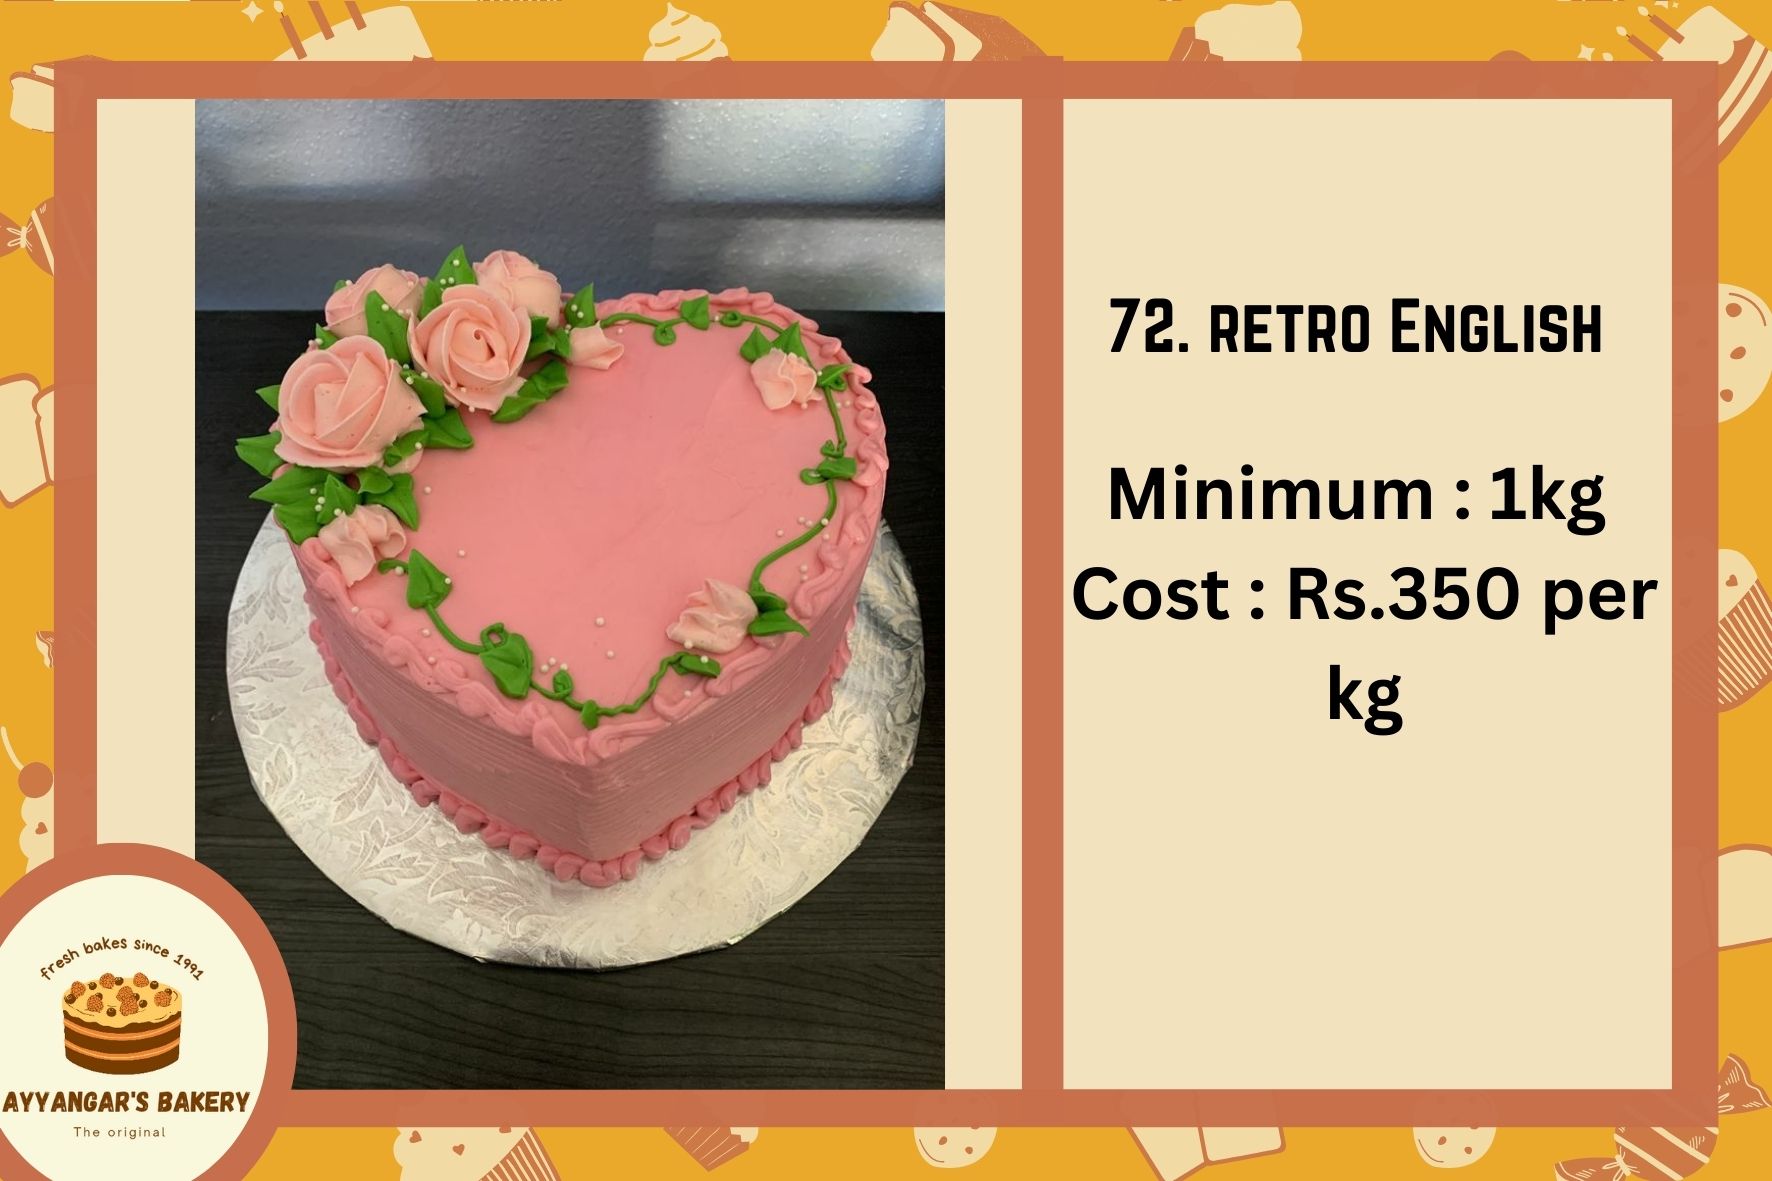 72. RETRO ENGLISH
Minimum : 1kg
Cost : Rs.350 per
kg
fresh bakes since 1991
AYYANGAR'S BAKERY
The original